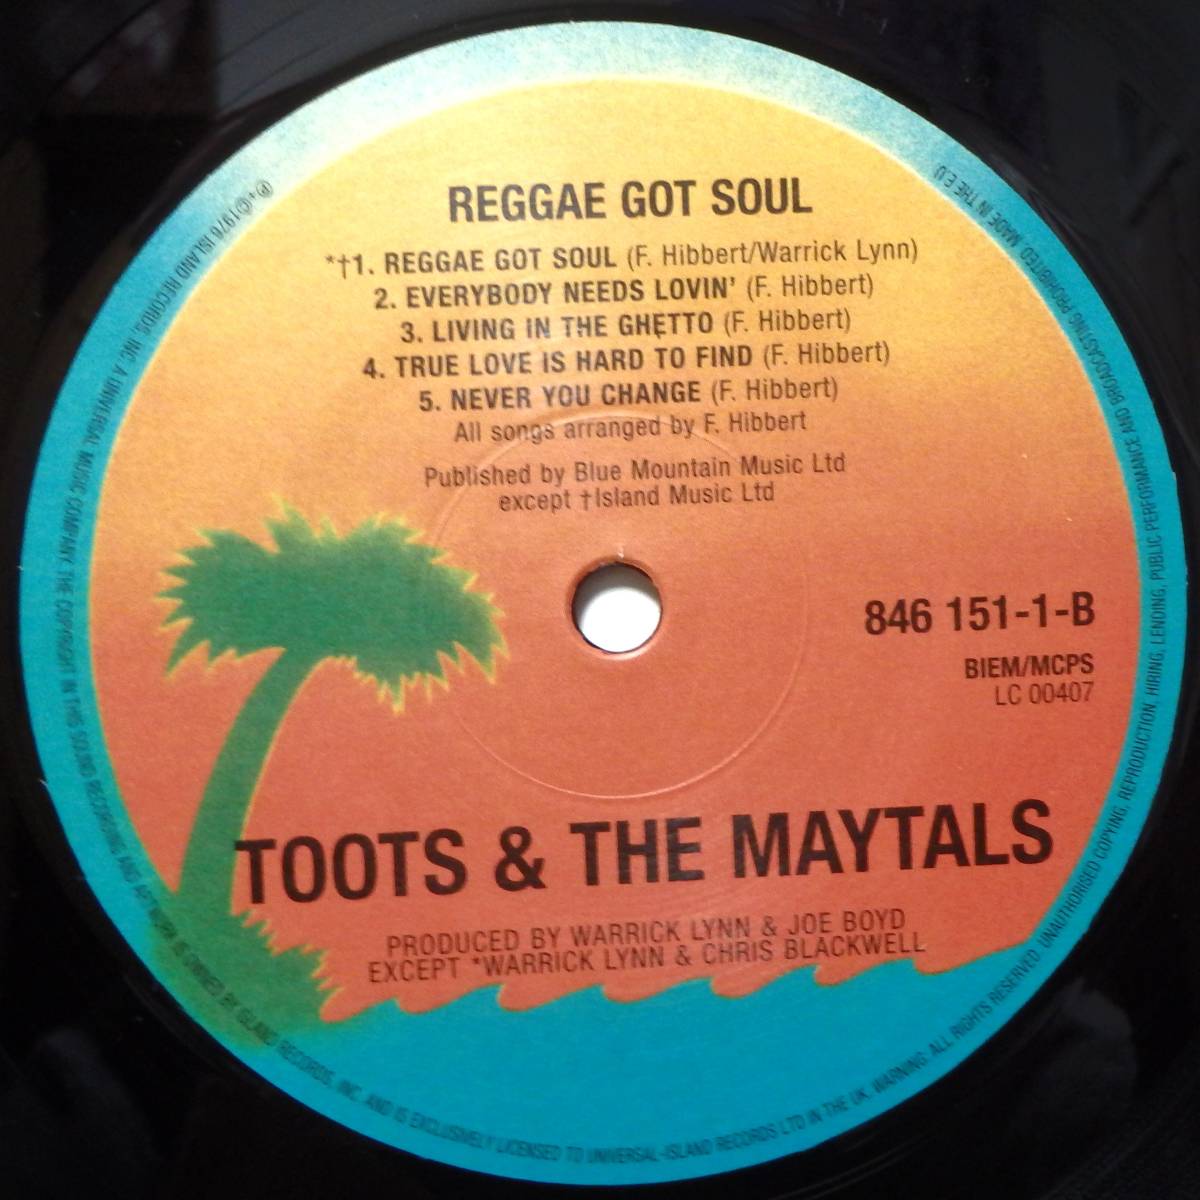 REGGAE GOT SOUL
*†1. REGGAE GOT SOUL (F. Hibbert/Warrick Lynn)
2. EVERYBODY NEEDS LOVIN' (F. Hibbert)
3. LIVING IN THE GHETTO (F. Hibbert)
4. TRUE LOVE IS HARD TO FIND (F. Hibbert)
5. NEVER YOU CHANGE (F. Hibbert)
All songs arranged by F. Hibbert
Published by Blue Mountain Music Ltd
except †Island Music Ltd
846 151-1-B
BIEM/MCPS
LC 00407
TOOTS & THE MAYTALS
PRODUCED BY WARRICK LYNN & JOE BOYD
EXCEPT *WARRICK LYNN & CHRIS BLACKWELL
℗+©1976 ISLAND RECORDS, INC. A UNIVERSAL MUSIC COMPANY. THE COPYRIGHT IN THIS SOUND RECORDING AND ARTWORK IS OWNED BY ISLAND RECORDS, INC. AND IS EXCLUSIVELY LICENSED TO UNIVERSAL-ISLAND RECORDS LTD IN THE UK. WARNING: ALL RIGHTS RESERVED. UNAUTHORISED COPYING, REPRODUCTION, HIRING, LENDING, PUBLIC PERFORMANCE AND BROADCASTING PROHIBITED. MADE IN THE E.U